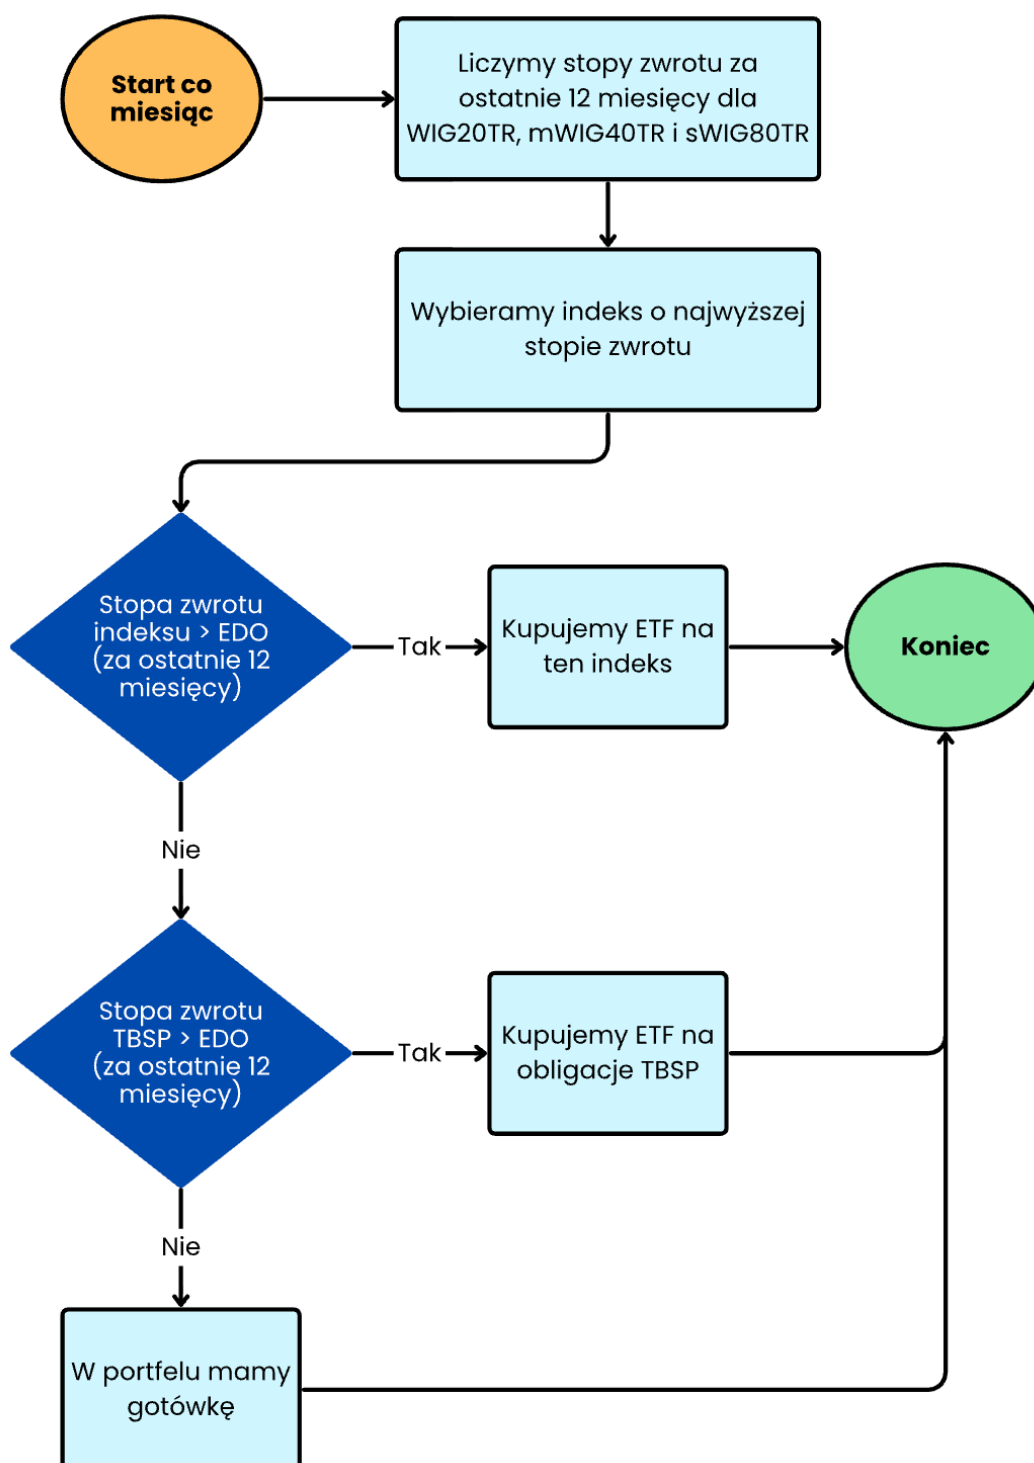 Start co
miesiąc
Liczymy stopy zwrotu za
ostatnie 12 miesięcy dla
WIG20TR, mWIG40TR i sWIG80TR
Wybieramy indeks o najwyższej
stopie zwrotu
Stopa zwrotu
indeksu > EDO
(za ostatnie 12
miesięcy)
Tak
Kupujemy ETF na
ten indeks
Koniec
Nie
Stopa zwrotu
TBSP > EDO
(za ostatnie 12
miesięcy)
Tak
Kupujemy ETF na
obligacje TBSP
Nie
W portfelu mamy
gotówkę